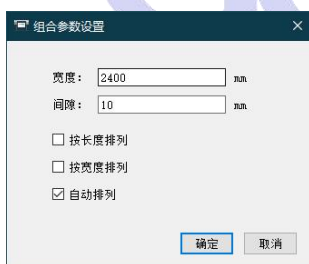 组合参数设置
宽度： 2400 mm
间隙： 10 mm
按长度排列
按宽度排列
自动排列
确定 取消